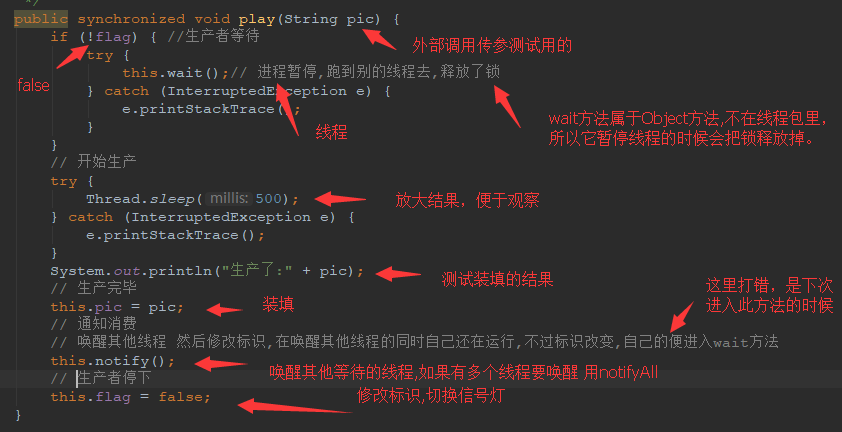 */
public synchronized void play(String pic) {
外部调用传参测试用的
if (!flag) { //生产者等待
false
try {
this.wait();// 进程暂停,跑到别的线程去,释放了锁
线程
wait方法属于Object方法,不在线程包里,
所以它暂停线程的时候会把锁释放掉。
} catch (InterruptedException e) {
e.printStackTrace();
}
}
// 开始生产
try {
Thread.sleep( millis: 500);
放大结果，便于观察
} catch (InterruptedException e) {
e.printStackTrace();
}
System.out.println("生产了:" + pic);
测试装填的结果
// 生产完毕
this.pic = pic;
装填
这里打错，是下次
进入此方法的时候
// 通知消费
// 唤醒其他线程 然后修改标识,在唤醒其他线程的同时自己还在运行,不过标识改变,自己的便进入wait方法
this.notify();
唤醒其他等待的线程,如果有多个线程要唤醒 用notifyAll
// 生产者停下
this.flag = false;
修改标识,切换信号灯
}